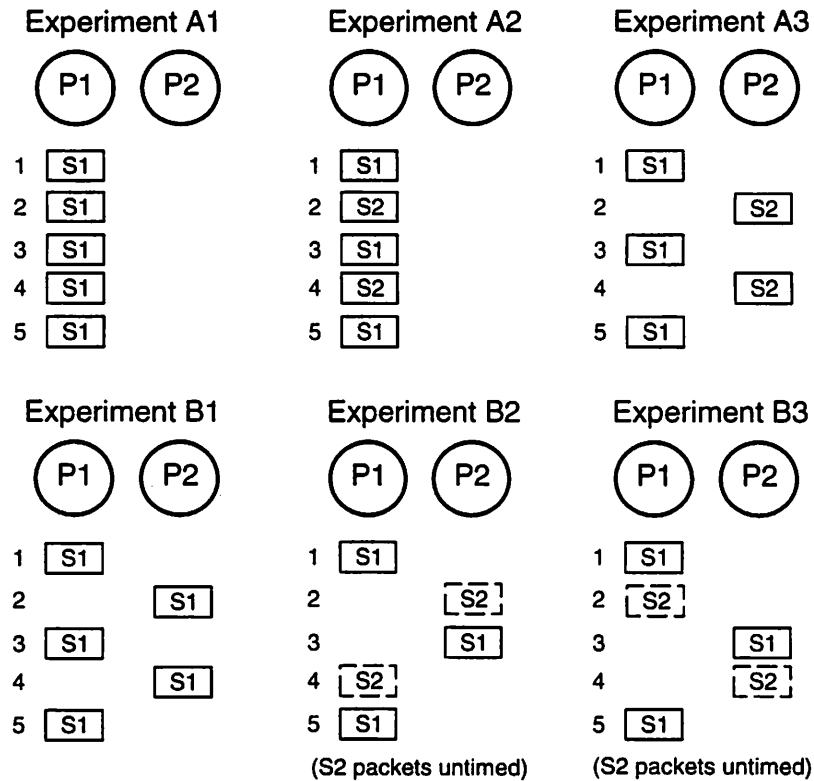 Experiment A1 Experiment A2 Experiment A3
P1 P2 P1 P2 P1 P2
1 S1 1 S1 1 S1
2 S1 2 S2 2 S2
3 S1 3 S1 3 S1
4 S1 4 S2 4 S2
5 S1 5 S1 5 S1
Experiment B1 Experiment B2 Experiment B3
P1 P2 P1 P2 P1 P2
1 S1 1 S1 1 S1
2 S1 2 S2 2 S2
3 S1 3 S1 3 S1
4 S1 4 S2 4 S2
5 S1 5 S1 5 S1
(S2 packets untimed) (S2 packets untimed)